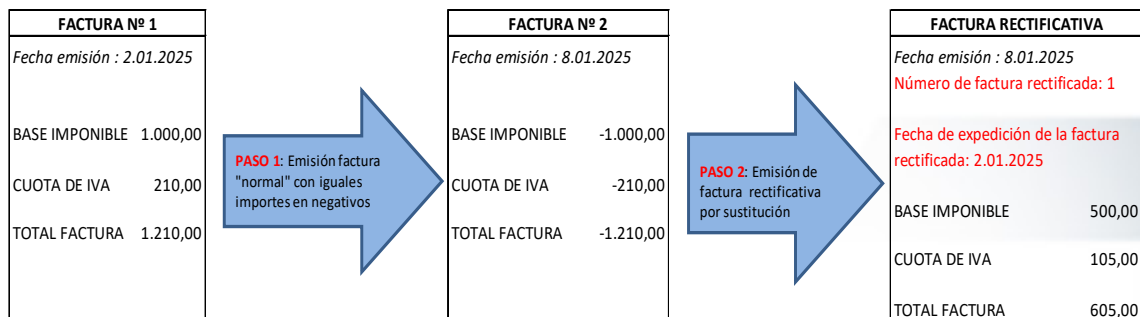 FACTURA Nº 1
Fecha emisión : 2.01.2025
BASE IMPONIBLE 1.000,00
CUOTA DE IVA 210,00
TOTAL FACTURA 1.210,00
PASO 1: Emisión factura
"normal" con iguales
importes en negativos
FACTURA Nº 2
Fecha emisión : 8.01.2025
BASE IMPONIBLE -1.000,00
CUOTA DE IVA -210,00
TOTAL FACTURA -1.210,00
PASO 2: Emisión de
factura rectificativa
por sustitución
FACTURA RECTIFICATIVA
Fecha emisión : 8.01.2025
Número de factura rectificada: 1
Fecha de expedición de la factura
rectificada: 2.01.2025
BASE IMPONIBLE 500,00
CUOTA DE IVA 105,00
TOTAL FACTURA 605,00